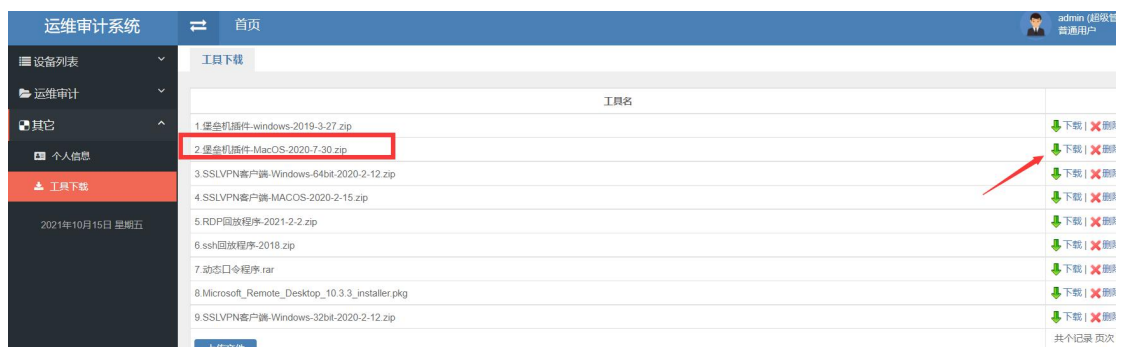 运维审计系统
首页
admin (超级管
普通用户
设备列表
工具下载
运维审计
工具名
其它
1.堡垒机插件-windows-2019-3-27.zip 下载 | 删除
个人信息
2.堡垒机插件-MacOS-2020-7-30.zip 下载 | 删除
3.SSLVPN客户端-Windows-64bit-2020-2-12.zip 下载 | 删除
工具下载
4.SSLVPN客户端-MACOS-2020-2-15.zip 下载 | 删除
2021年10月15日 星期五
5.RDP回放程序-2021-2-2.zip 下载 | 删除
6.ssh回放程序-2018.zip 下载 | 删除
7.动态口令程序.rar 下载 | 删除
8.Microsoft_Remote_Desktop_10.3.3_installer.pkg 下载 | 删除
9.SSLVPN客户端-Windows-32bit-2020-2-12.zip 下载 | 删除
共个记录 页次